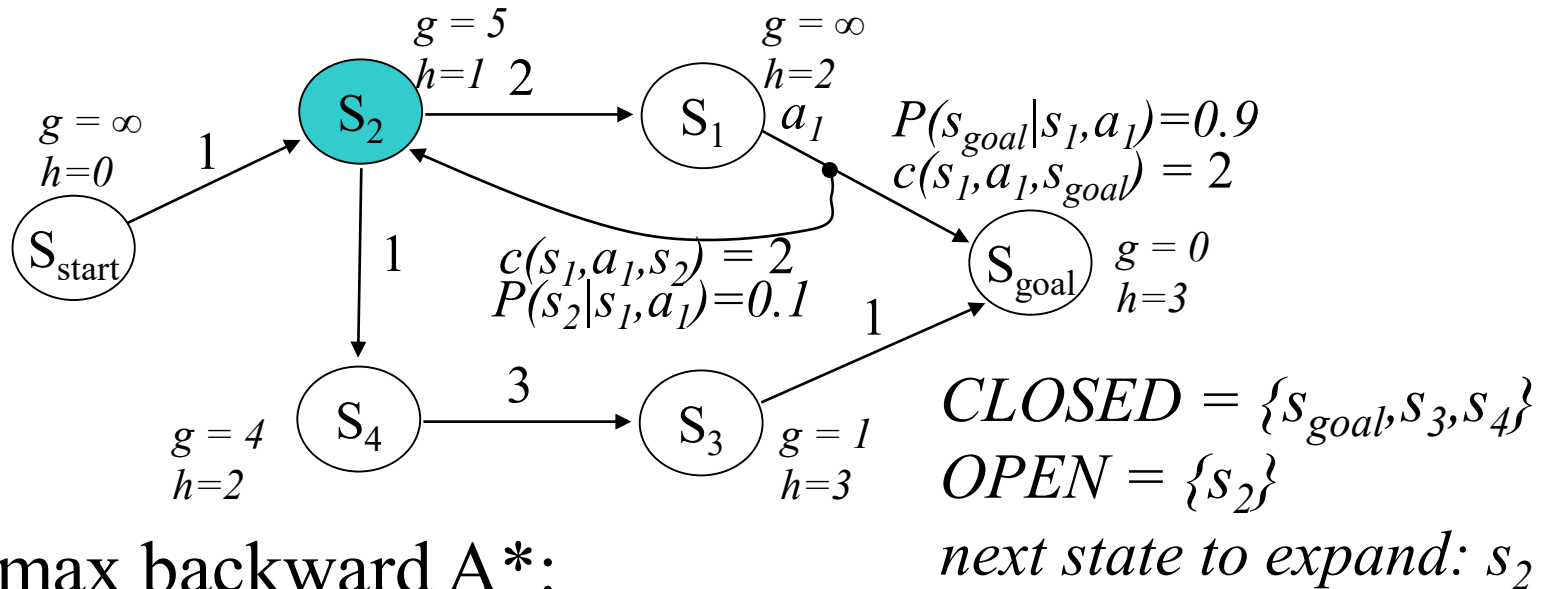 g = 5
h=1
2
g = ∞
h=2
S2
S1
a1
P(sgoal|s1,a1)=0.9
c(s1,a1,sgoal) = 2
g = ∞
h=0
1
Sstart
1
c(s1,a1,s2) = 2
P(s2|s1,a1)=0.1
Sgoal
g = 0
h=3
1
3
S4
g = 4
h=2
S3
g = 1
h=3
CLOSED = {sgoal,s3,s4}
OPEN = {s2}
next state to expand: s2
max backward A*: